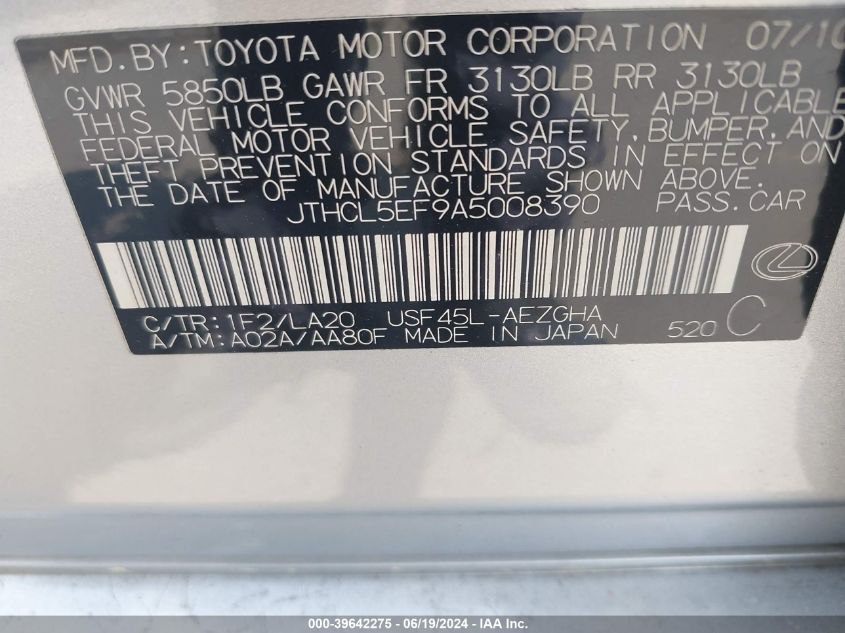 MFD. BY: TOYOTA MOTOR CORPORATION 07/10
GVWR 5850LB GAWR FR 3130LB RR 3130LB
THIS VEHICLE CONFORMS TO ALL APPLICABLE
FEDERAL MOTOR VEHICLE SAFETY, BUMPER, AND
THEFT PREVENTION STANDARDS IN EFFECT ON
THE DATE OF MANUFACTURE SHOWN ABOVE.
JTHCL5EF9A5008390 PASS. CAR
C/TR: 1F2/LA20 USF45L-AEZGHA
A/TM: A02A/AA80F MADE IN JAPAN 520 C
000-39642275 - 06/19/2024 - IAAI.COM